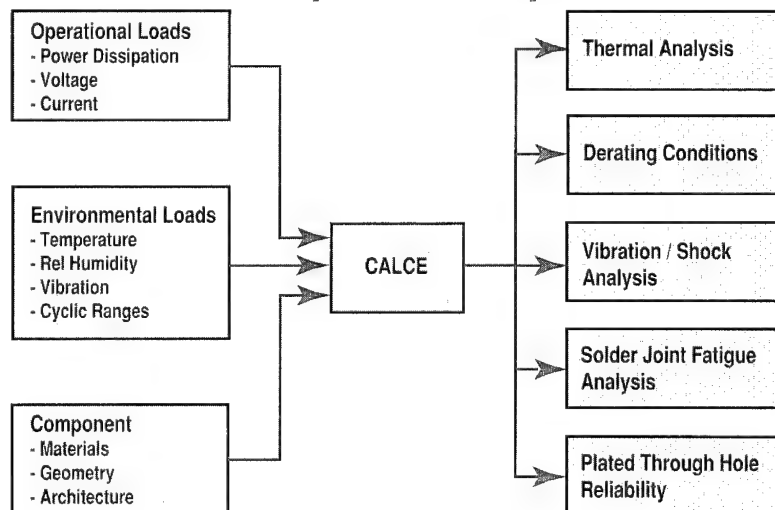 Operational Loads
- Power Dissipation
- Voltage
- Current
Environmental Loads
- Temperature
- Rel Humidity
- Vibration
- Cyclic Ranges
Component
- Materials
- Geometry
- Architecture
CALCE
Thermal Analysis
Derating Conditions
Vibration / Shock
Analysis
Solder Joint Fatigue
Analysis
Plated Through Hole
Reliability